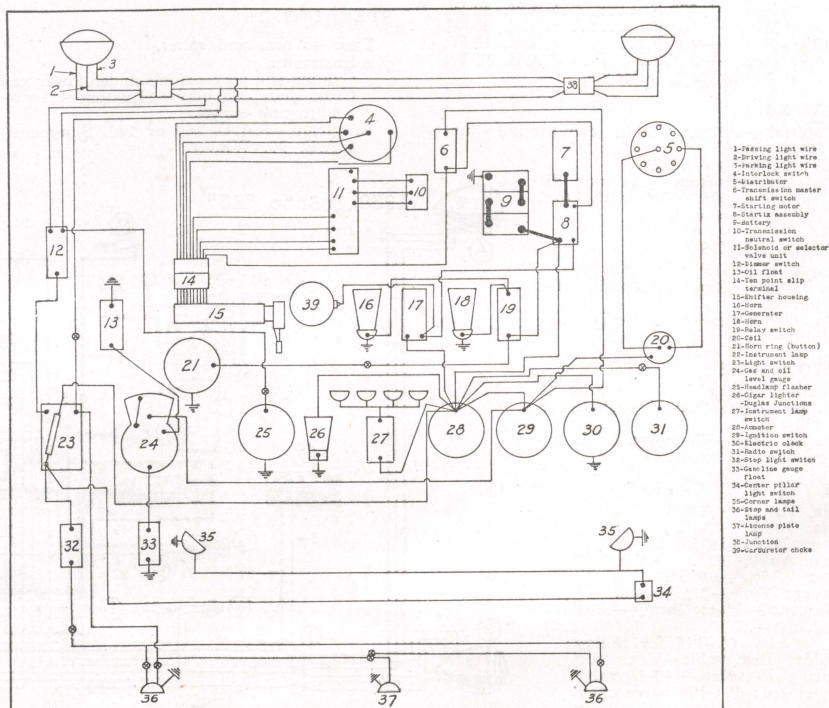 1
2
3
38
4
5
6
7
8
9
10
11
12
13
14
15
39
16
17
18
19
20
21
22
23
24
25
26
27
28
29
30
31
32
33
34
35
35
36
37
36
1-Passing light wire
2-Driving light wire
3-Parking light wire
4-Interlock switch
5-Distributor
6-Transmission master
shift switch
7-Starting motor
8-Startix assembly
9-Battery
10-Transmission
neutral switch
11-Solenoid or selector
valve unit
12-Dimmer switch
13-Oil float
14-Ten point slip
terminal
15-Shifter housing
16-Horn
17-Generator
18-Horn
19-Relay switch
20-Coil
21-Horn ring (button)
22-Instrument lamp
23-Light switch
24-Gas and oil
level gauge
25-Headlamp flasher
26-Cigar lighter
-Duglas Junctions
27-Instrument lamp
switch
28-Ammeter
29-Ignition switch
30-Electric clock
31-Radio switch
32-Stop light switch
33-Gasoline gauge
float
34-Center pillar
light switch
35-Corner lamps
36-Stop and tail
lamps
37-License plate
lamp
38-Junction
39-Carburetor choke